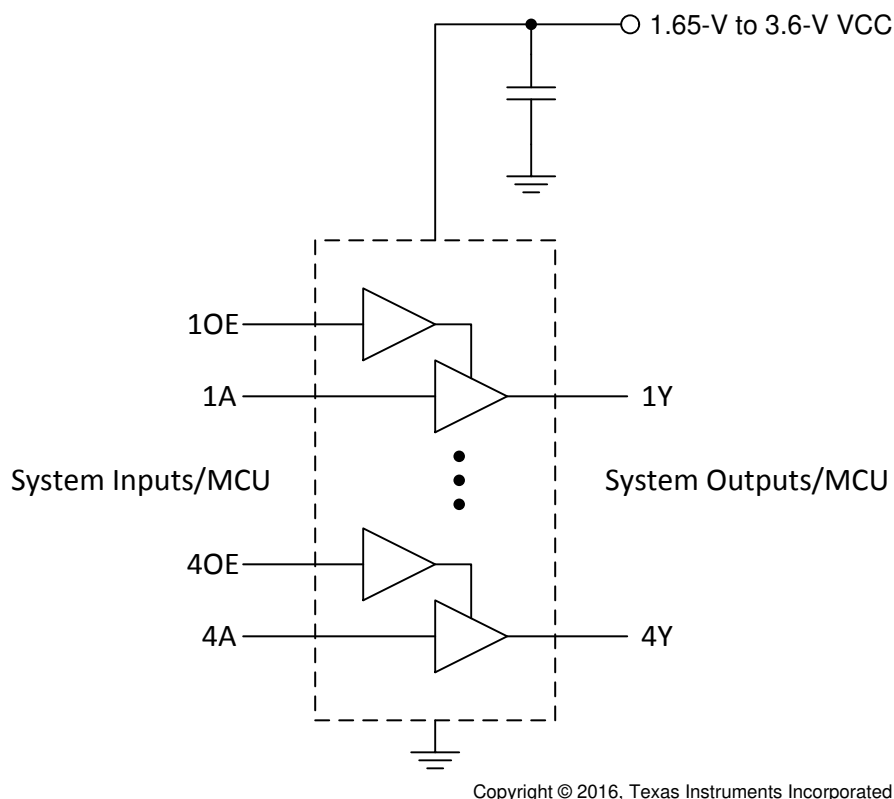 1.65-V to 3.6-V VCC
1OE
1A
1Y
System Inputs/MCU
System Outputs/MCU
4OE
4A
4Y
Copyright © 2016, Texas Instruments Incorporated